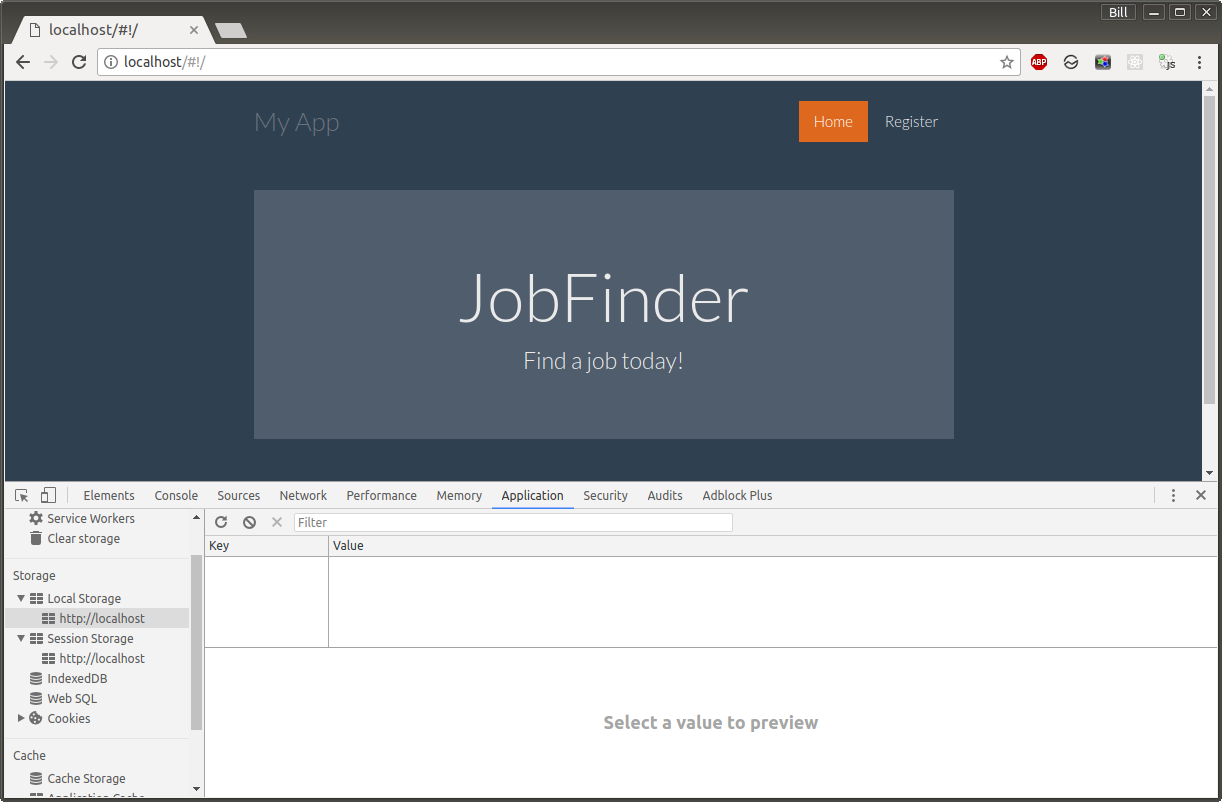 Bill
localhost/#!/
localhost/#!/
ABP
JS
My App
Home Register
JobFinder
Find a job today!
Elements Console Sources Network Performance Memory Application Security Audits Adblock Plus
Service Workers
Clear storage
Filter
Key Value
Storage
Local Storage
http://localhost
Session Storage
http://localhost
IndexedDB
Web SQL
Cookies
Select a value to preview
Cache
Cache Storage
Application Cache